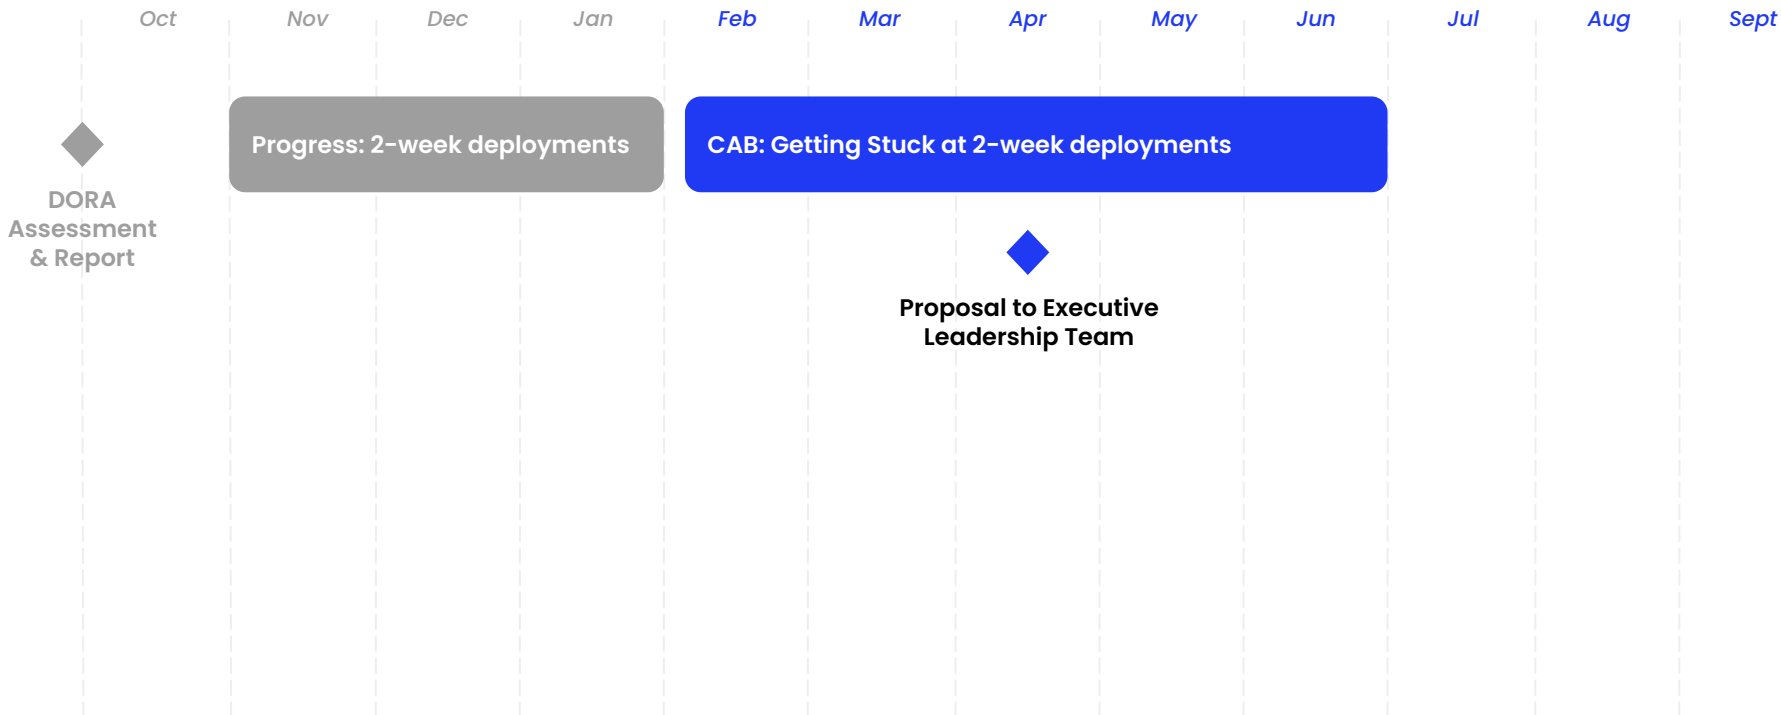 Oct Nov Dec Jan Feb Mar Apr May Jun Jul Aug Sept
Progress: 2-week deployments
CAB: Getting Stuck at 2-week deployments
DORA
Assessment
& Report
Proposal to Executive
Leadership Team